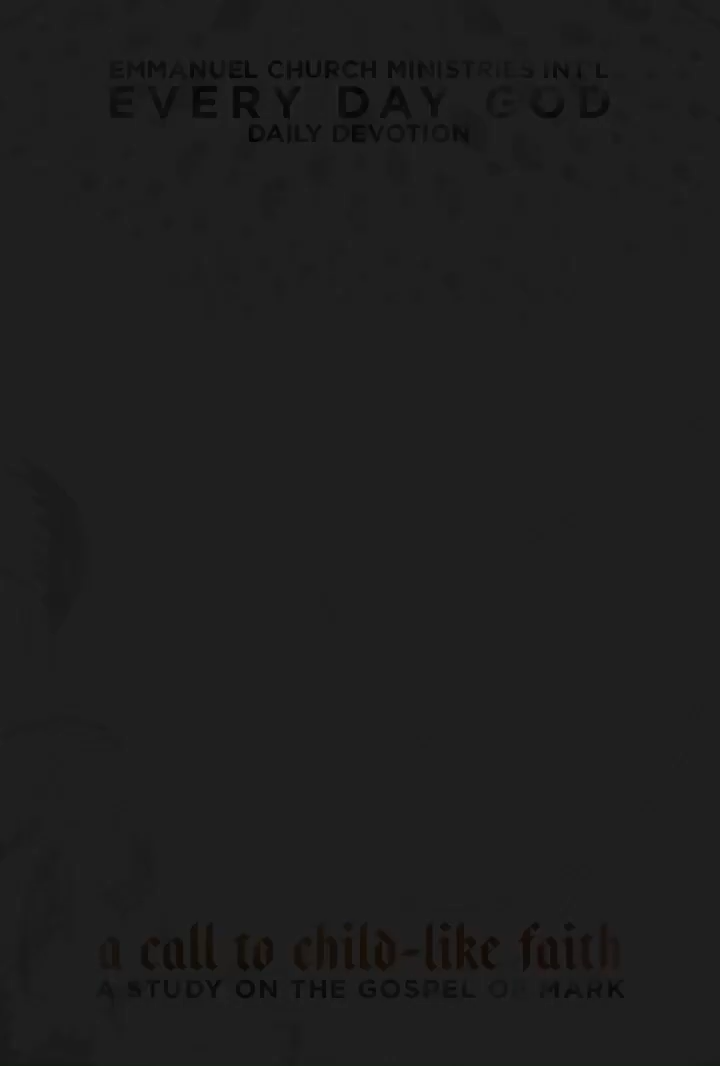 EMMANUEL CHURCH MINISTRIES INT'L
EVERY DAY GOD
DAILY DEVOTION
a call to child-like faith
A STUDY ON THE GOSPEL OF MARK